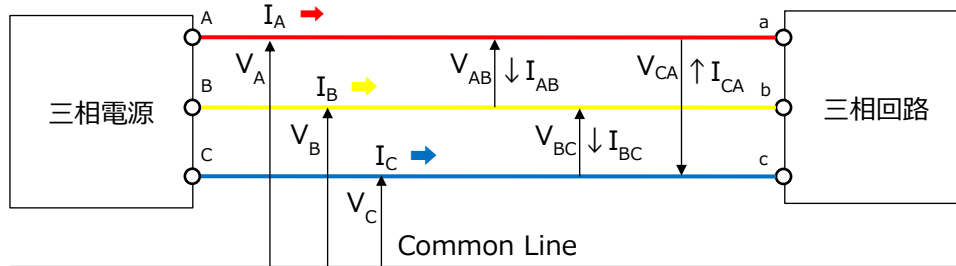 A I_A → a
V_A V_AB ↓ I_AB V_CA ↑ I_CA
B I_B → b
三相電源 三相回路
V_B V_BC ↓ I_BC
C I_C → c
V_C
Common Line